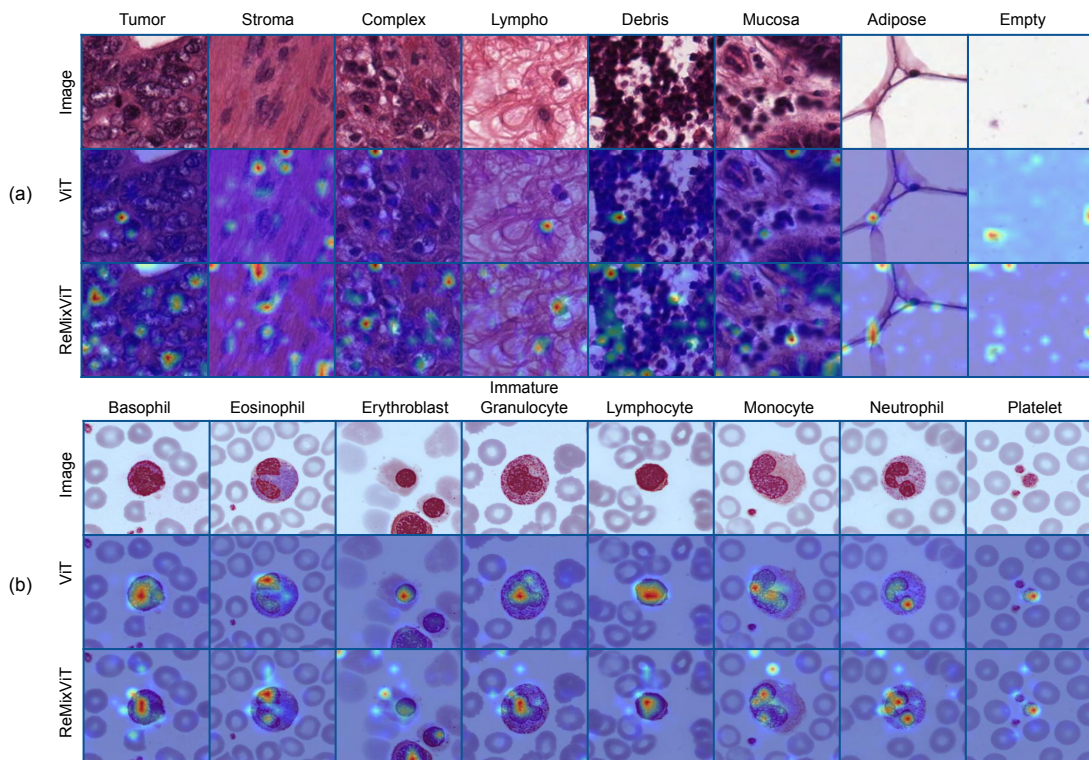 Tumor Stroma Complex Lympho Debris Mucosa Adipose Empty
Image
(a)
ViT
ReMixViT
Immature
Basophil Eosinophil Erythroblast Granulocyte Lymphocyte Monocyte Neutrophil Platelet
Image
(b)
ViT
ReMixViT